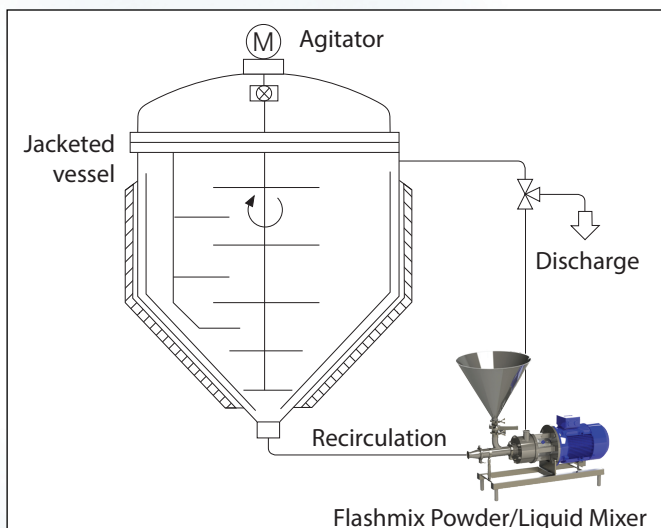 M
Agitator
Jacketed
vessel
Discharge
Recirculation
Flashmix Powder/Liquid Mixer